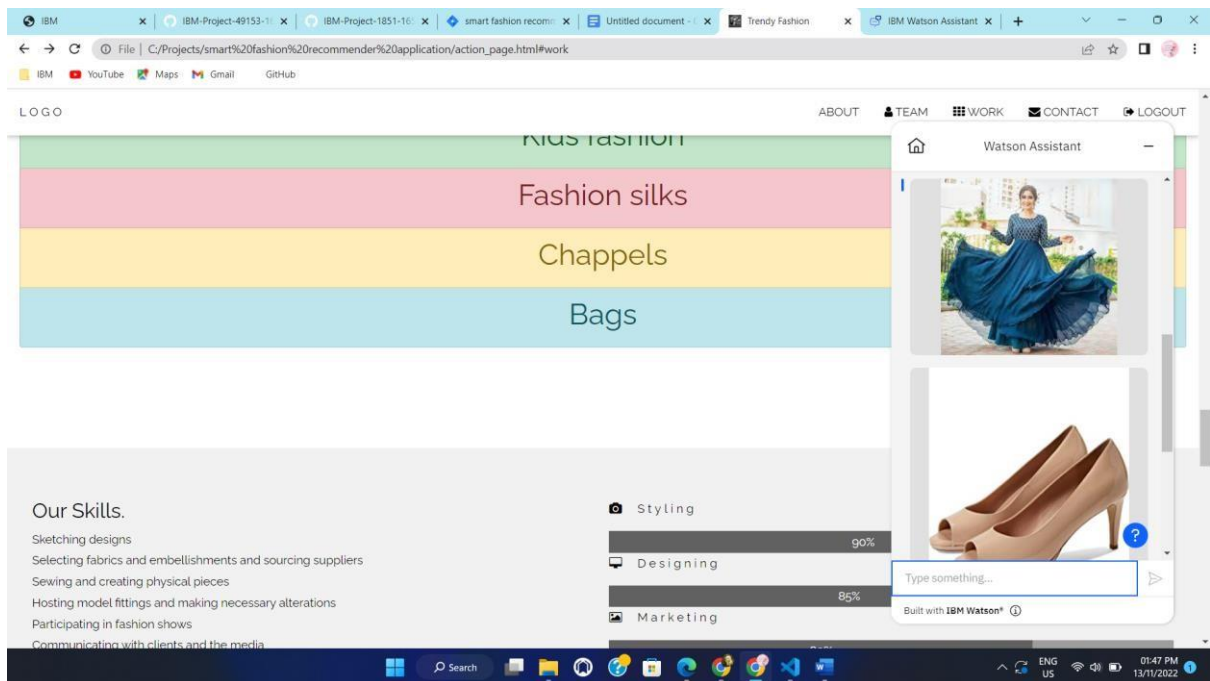 IBM
IBM-Project-49153-1
IBM-Project-1851-16
smart fashion recomm
Untitled document -
Trendy Fashion
IBM Watson Assistant
File | C:/Projects/smart%20fashion%20recommender%20application/action_page.html#work
IBM
YouTube
Maps
Gmail
GitHub
LOGO
ABOUT
TEAM
WORK
CONTACT
LOGOUT
Kids fashion
Fashion silks
Chappels
Bags
Watson Assistant
?
Type something...
Built with IBM Watson®
Our Skills.
Sketching designs
Selecting fabrics and embellishments and sourcing suppliers
Sewing and creating physical pieces
Hosting model fittings and making necessary alterations
Participating in fashion shows
Communicating with clients and the media
Styling
90%
Designing
85%
Marketing
Search
ENG
US
01:47 PM
13/11/2022
1